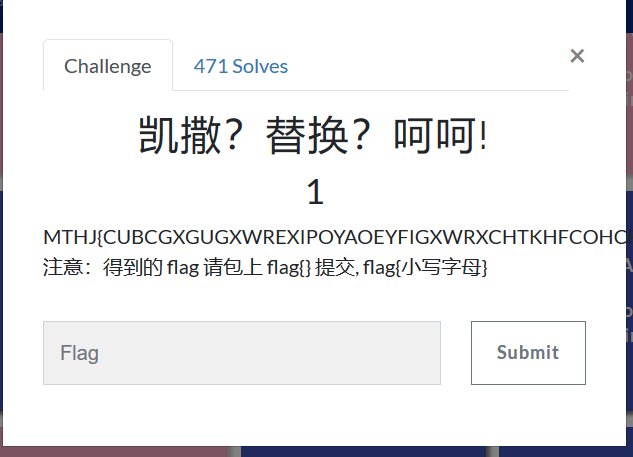 Challenge
471 Solves
×
凯撒？替换？呵呵!
1
MTHJ{CUBCGXGUGXWREXIPOYAOEYFIGXWRXCHTKHFCOHC
注意：得到的 flag 请包上 flag{} 提交, flag{小写字母}
Flag
Submit